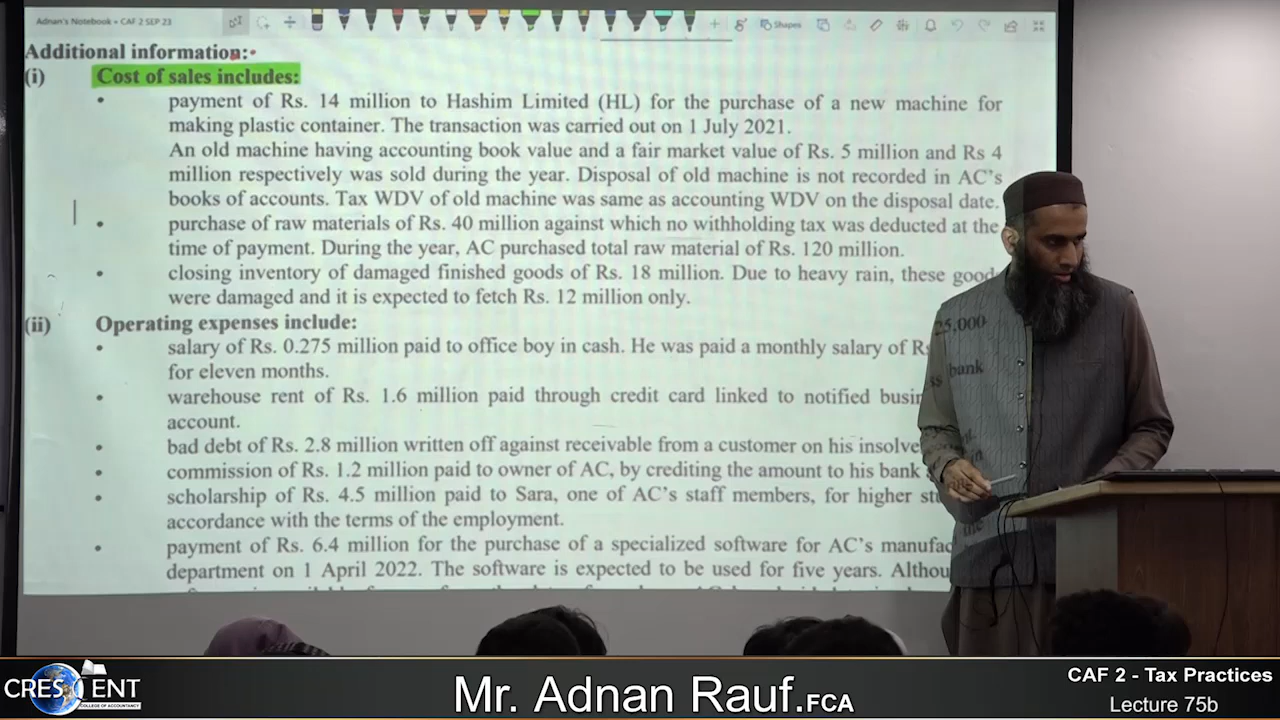 Adnan's Notebook » CAF 2 SEP 23
Shapes
Additional information:
(i) Cost of sales includes:
• payment of Rs. 14 million to Hashim Limited (HL) for the purchase of a new machine for
making plastic container. The transaction was carried out on 1 July 2021.
An old machine having accounting book value and a fair market value of Rs. 5 million and Rs 4
million respectively was sold during the year. Disposal of old machine is not recorded in AC's
books of accounts. Tax WDV of old machine was same as accounting WDV on the disposal date.
• purchase of raw materials of Rs. 40 million against which no withholding tax was deducted at the
time of payment. During the year, AC purchased total raw material of Rs. 120 million.
• closing inventory of damaged finished goods of Rs. 18 million. Due to heavy rain, these good
were damaged and it is expected to fetch Rs. 12 million only.
(ii) Operating expenses include:
• salary of Rs. 0.275 million paid to office boy in cash. He was paid a monthly salary of R 25,000
for eleven months.
• warehouse rent of Rs. 1.6 million paid through credit card linked to notified busin ss bank
account.
• bad debt of Rs. 2.8 million written off against receivable from a customer on his insolve
• commission of Rs. 1.2 million paid to owner of AC, by crediting the amount to his bank
• scholarship of Rs. 4.5 million paid to Sara, one of AC's staff members, for higher st in
accordance with the terms of the employment.
• payment of Rs. 6.4 million for the purchase of a specialized software for AC's manufac
department on 1 April 2022. The software is expected to be used for five years. Althou the
CRESCENT
COLLEGE OF ACCOUNTANCY
Mr. Adnan Rauf.FCA
CAF 2 - Tax Practices
Lecture 75b